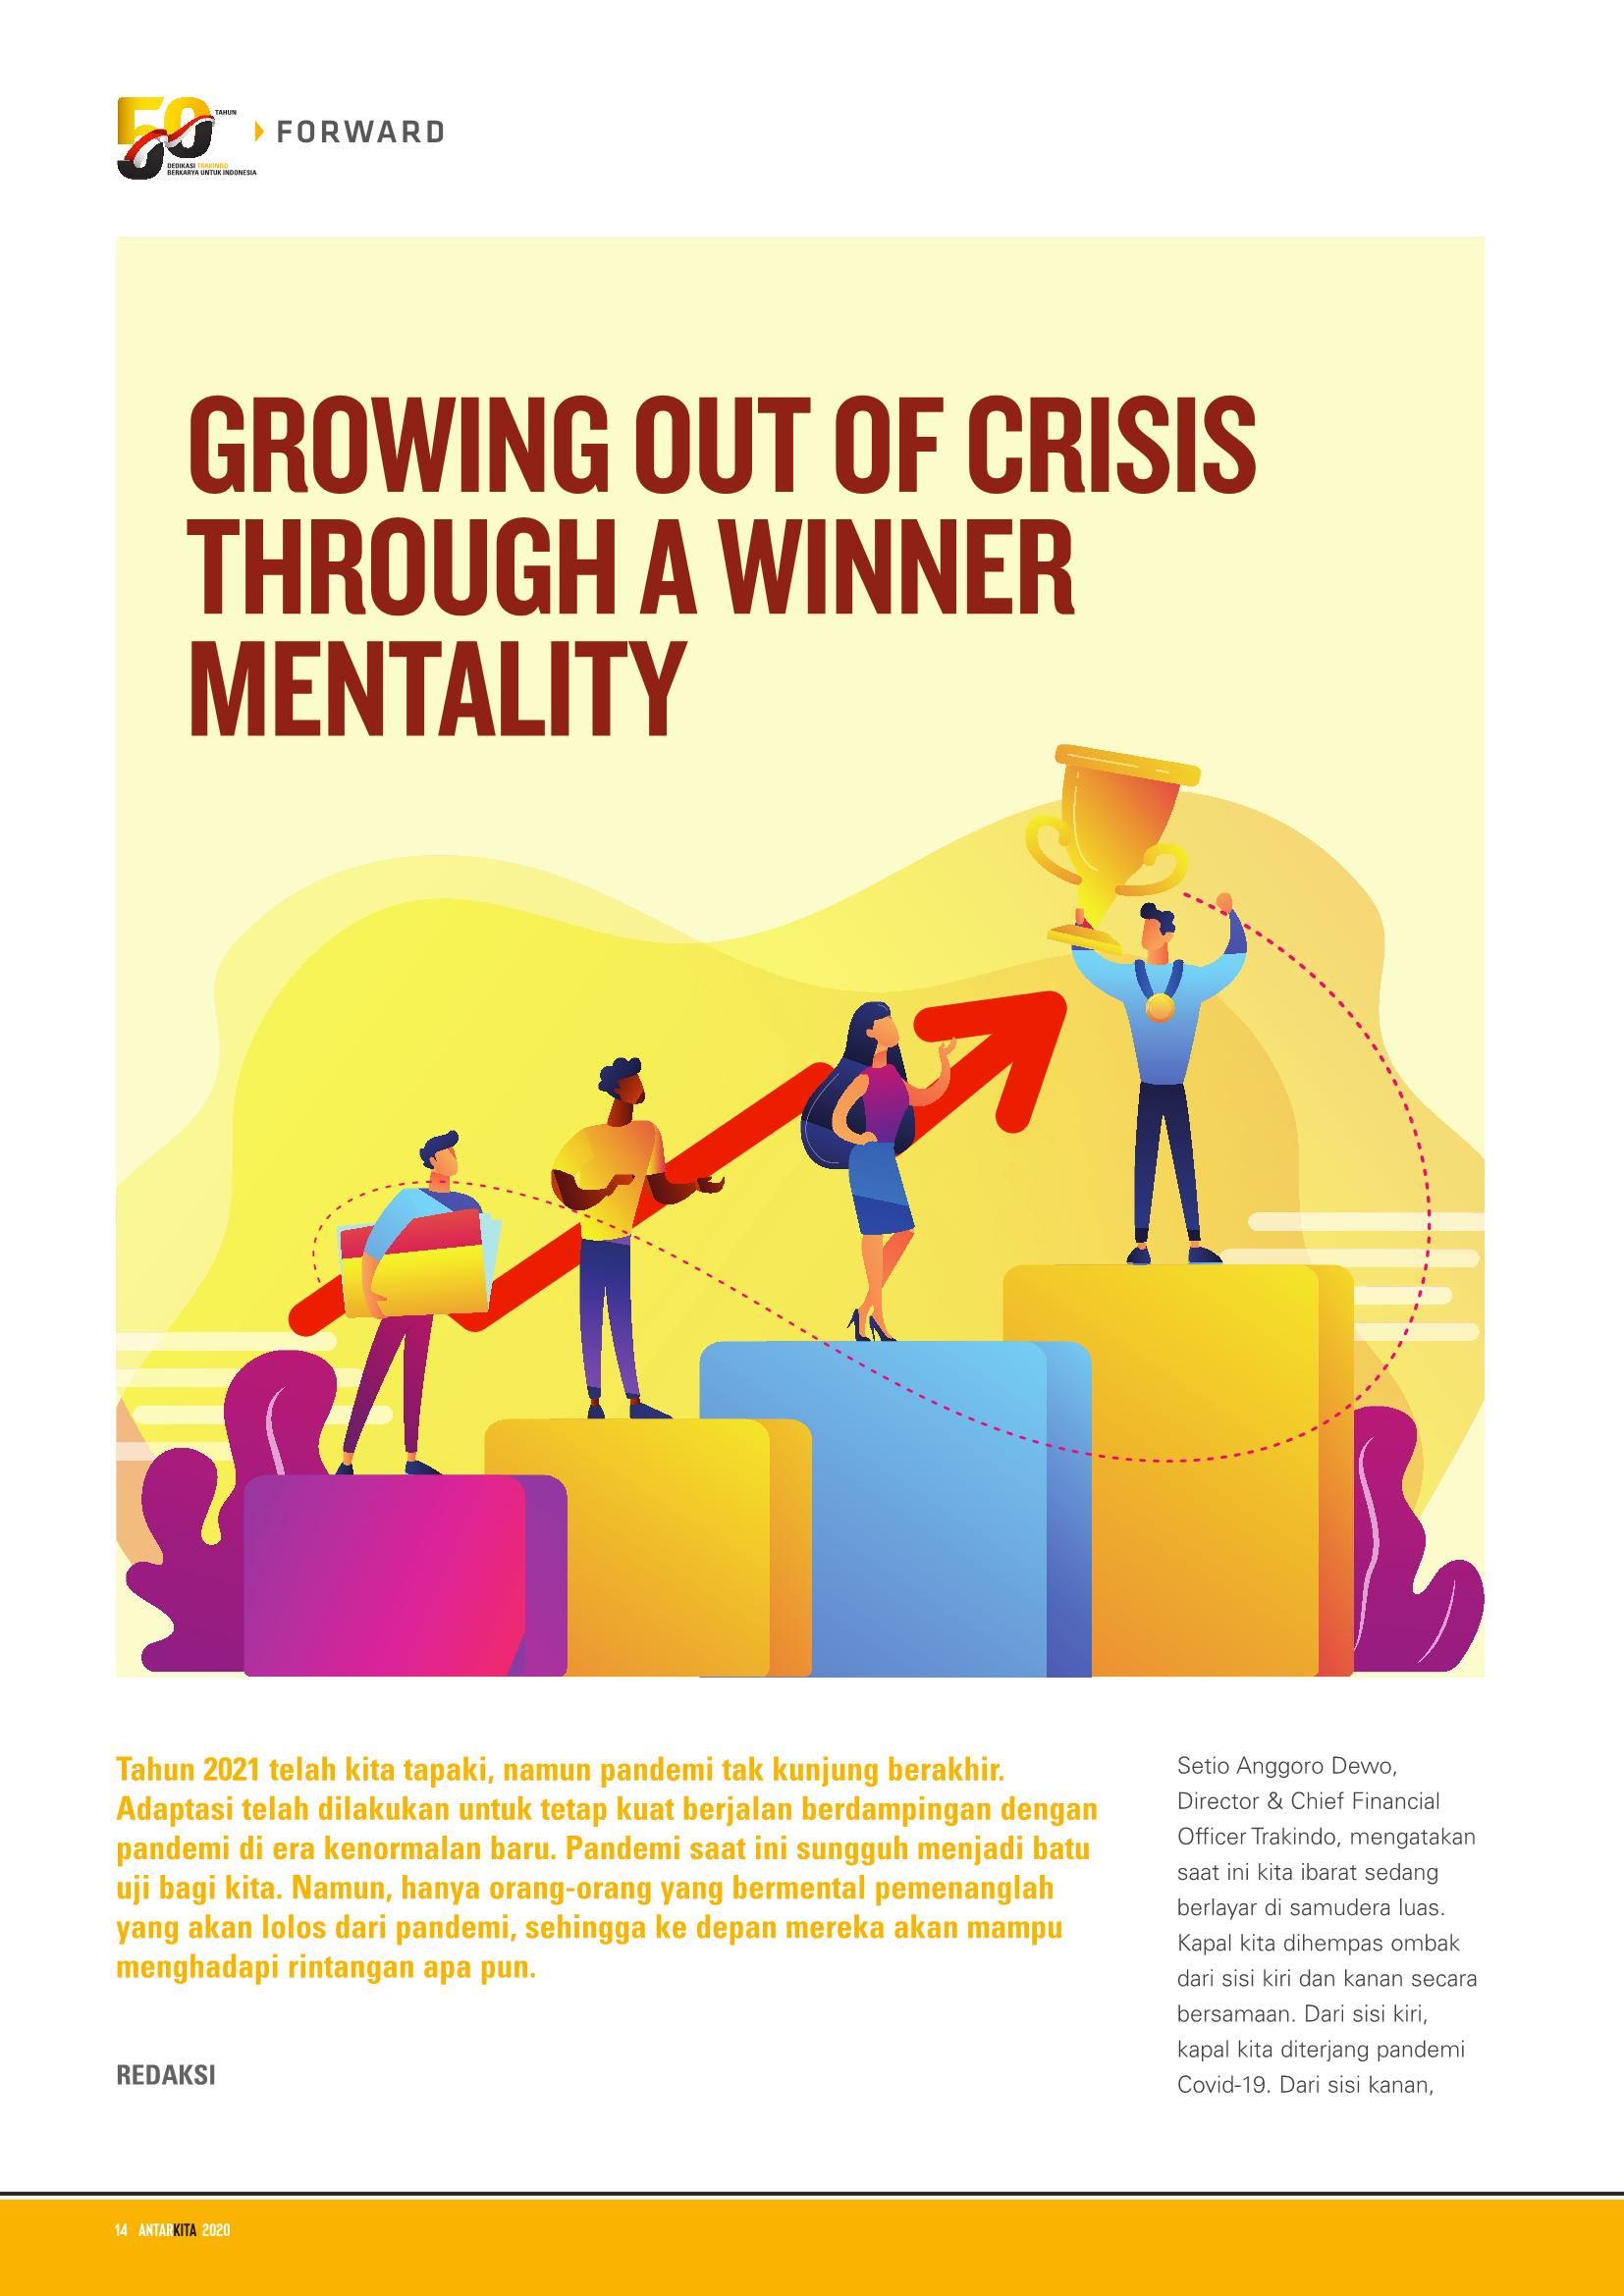 50 TAHUN
DEDIKASI TRAKINDO
BERKARYA UNTUK INDONESIA
FORWARD
GROWING OUT OF CRISIS
THROUGH A WINNER
MENTALITY
Tahun 2021 telah kita tapaki, namun pandemi tak kunjung berakhir.
Adaptasi telah dilakukan untuk tetap kuat berjalan berdampingan dengan
pandemi di era kenormalan baru. Pandemi saat ini sungguh menjadi batu
uji bagi kita. Namun, hanya orang-orang yang bermental pemenanglah
yang akan lolos dari pandemi, sehingga ke depan mereka akan mampu
menghadapi rintangan apa pun.
REDAKSI
Setio Anggoro Dewo,
Director & Chief Financial
Officer Trakindo, mengatakan
saat ini kita ibarat sedang
berlayar di samudera luas.
Kapal kita dihempas ombak
dari sisi kiri dan kanan secara
bersamaan. Dari sisi kiri,
kapal kita diterjang pandemi
Covid-19. Dari sisi kanan,
14 ANTARKITA 2020